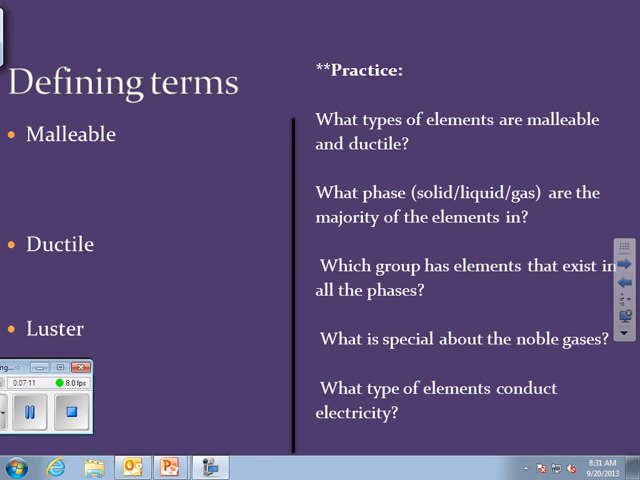 Defining terms
Malleable
Ductile
Luster
**Practice:
What types of elements are malleable
and ductile?
What phase (solid/liquid/gas) are the
majority of the elements in?
Which group has elements that exist in
all the phases?
What is special about the noble gases?
What type of elements conduct
electricity?
ng...
0:07:11
8.0 fps
8:31 AM
9/20/2013